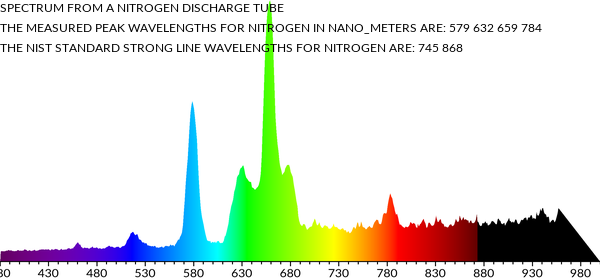 SPECTRUM FROM A NITROGEN DISCHARGE TUBE
THE MEASURED PEAK WAVELENGTHS FOR NITROGEN IN NANO_METERS ARE: 579 632 659 784
THE NIST STANDARD STRONG LINE WAVELENGTHS FOR NITROGEN ARE: 745 868
80 430 480 530 580 630 680 730 780 830 880 930 980